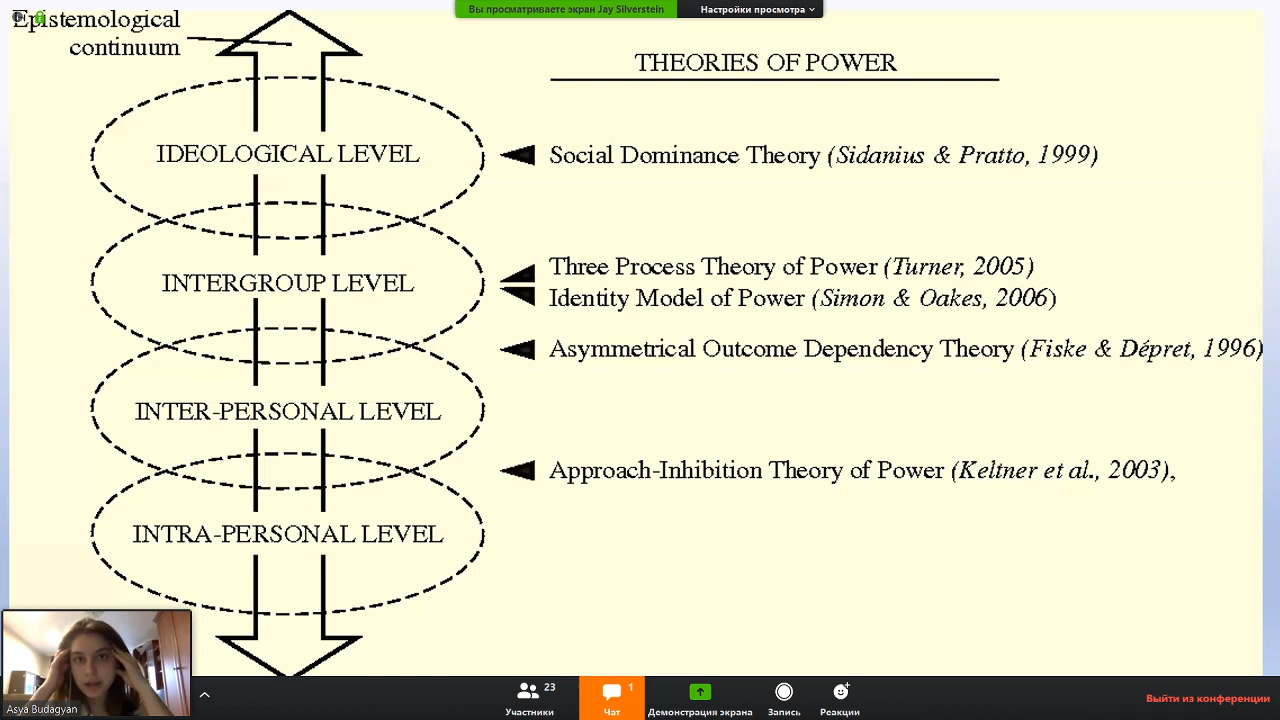 Вы просматриваете экран Jay Silverstein
Настройки просмотра
Epistemological
continuum
THEORIES OF POWER
IDEOLOGICAL LEVEL
Social Dominance Theory (Sidanius & Pratto, 1999)
INTERGROUP LEVEL
Three Process Theory of Power (Turner, 2005)
Identity Model of Power (Simon & Oakes, 2006)
Asymmetrical Outcome Dependency Theory (Fiske & Dépret, 1996)
INTER-PERSONAL LEVEL
Approach-Inhibition Theory of Power (Keltner et al., 2003),
INTRA-PERSONAL LEVEL
Asya Budagyan
23
Участники
1
Чат
Демонстрация экрана
Запись
Реакции
Выйти из конференции